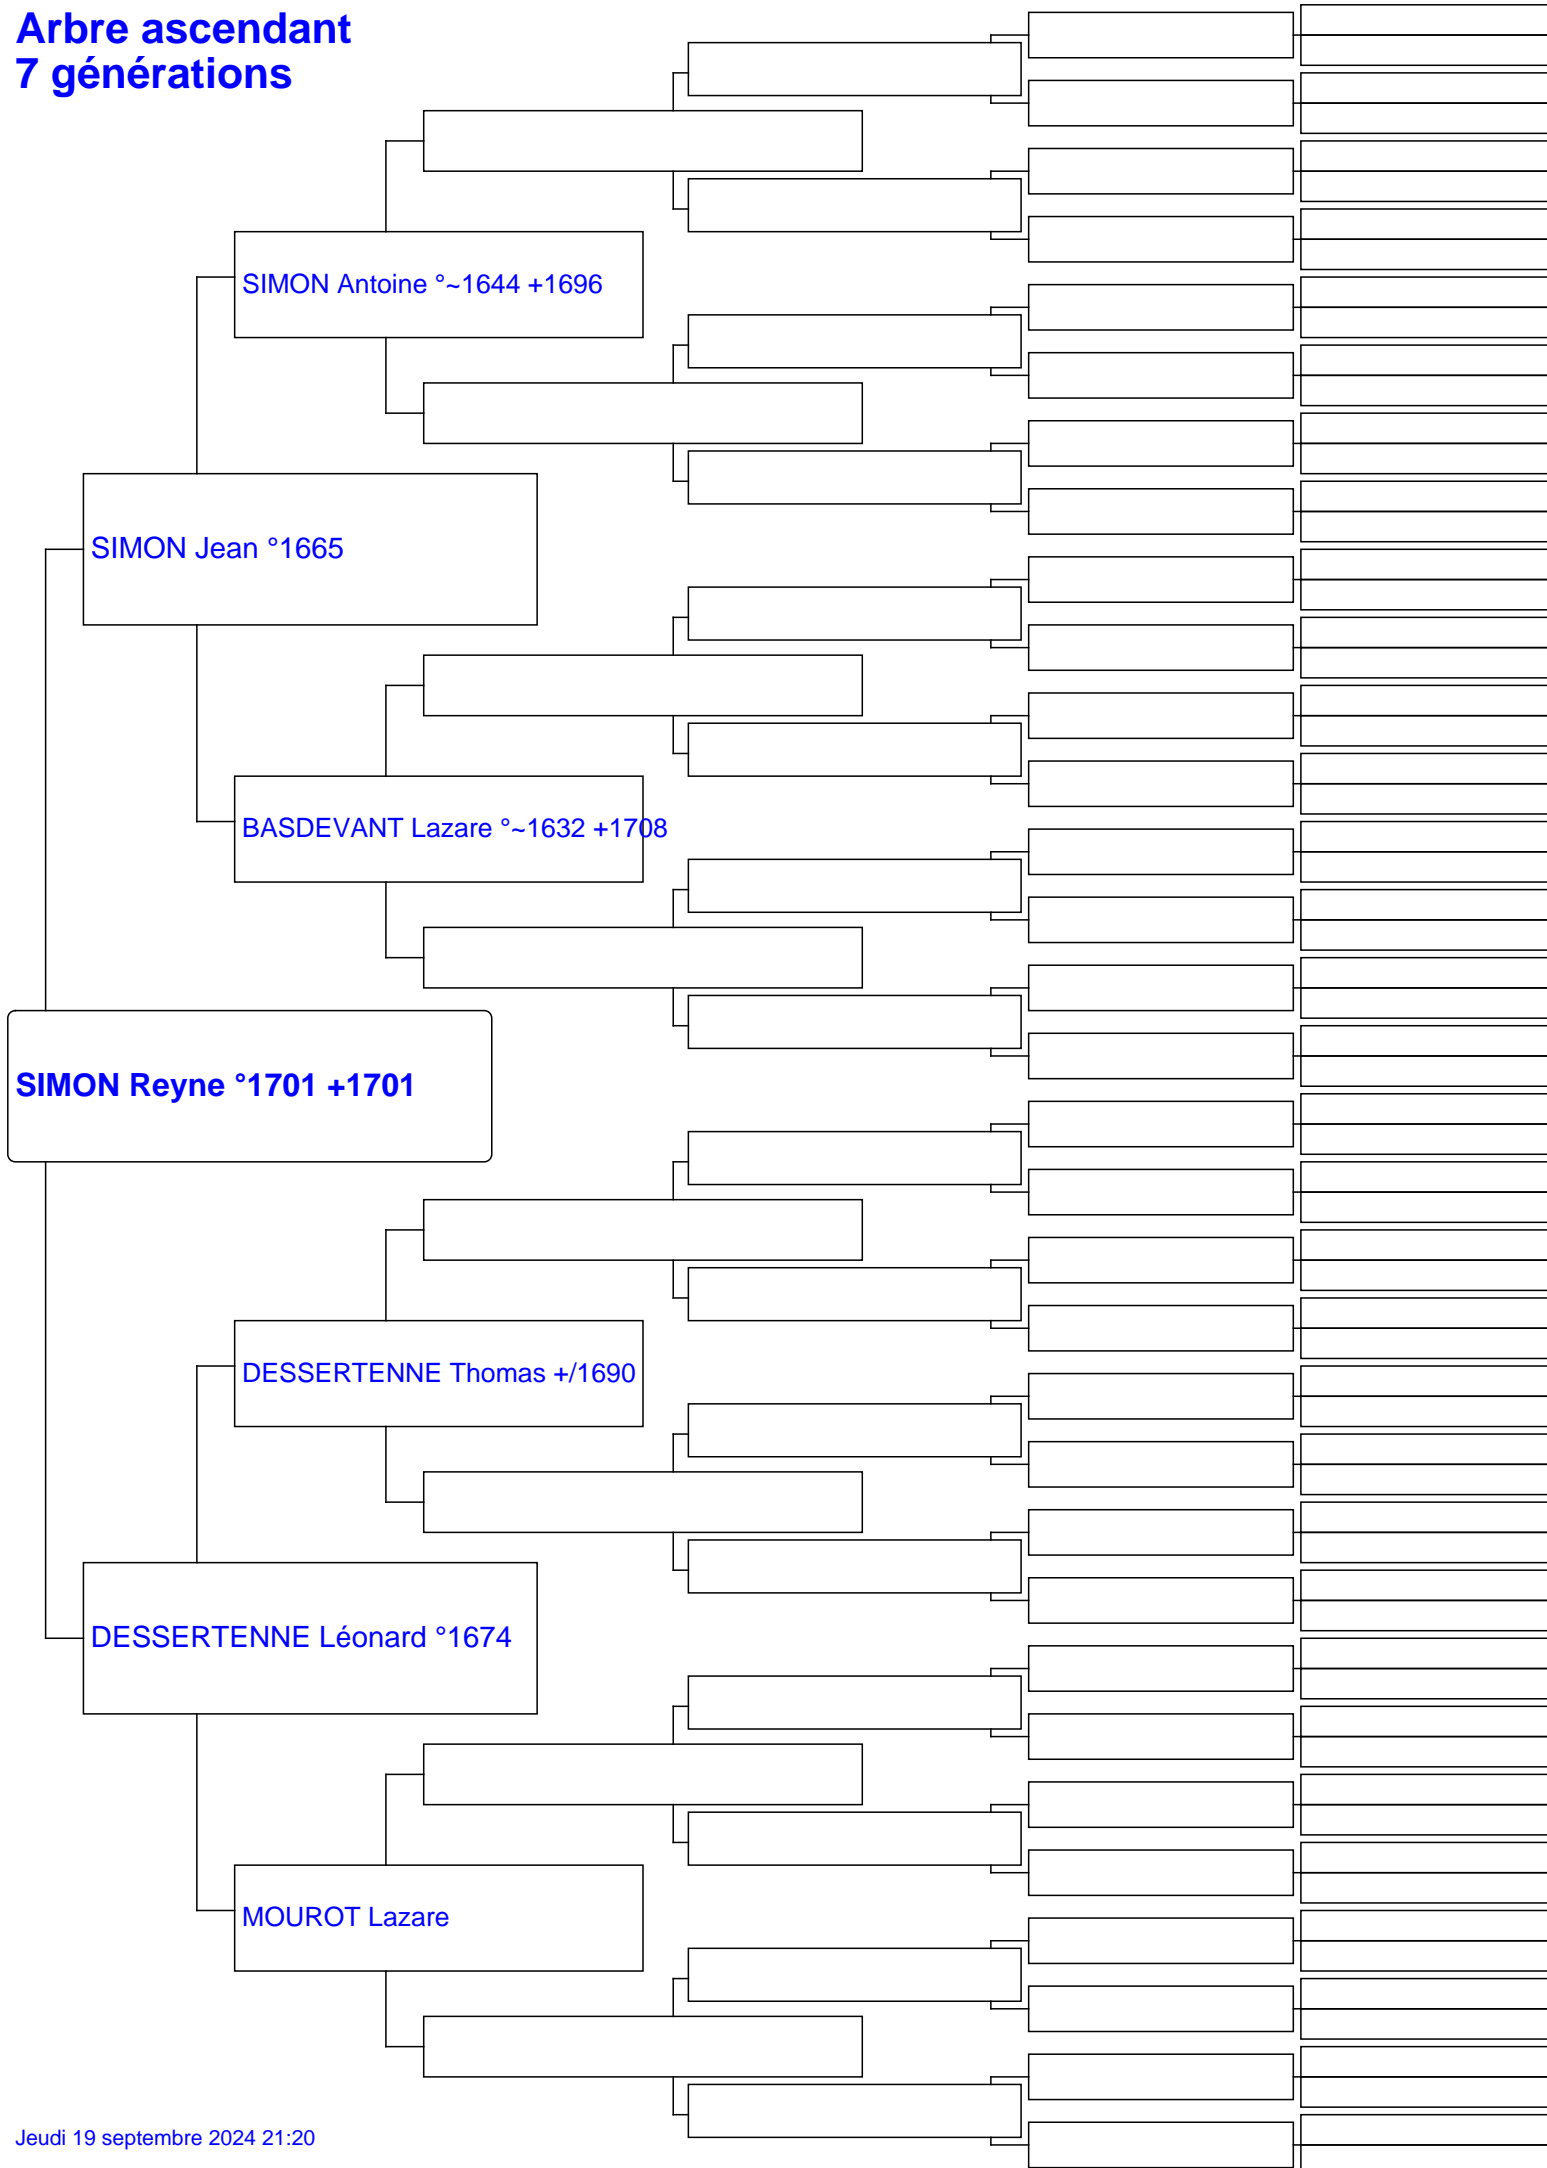 Arbre ascendant
7 générations
SIMON Antoine °~1644 +1696
SIMON Jean °1665
BASDEVANT Lazare °~1632 +1708
SIMON Reyne °1701 +1701
DESSERTENNE Thomas +/1690
DESSERTENNE Léonard °1674
MOUROT Lazare
Jeudi 19 septembre 2024 21:20